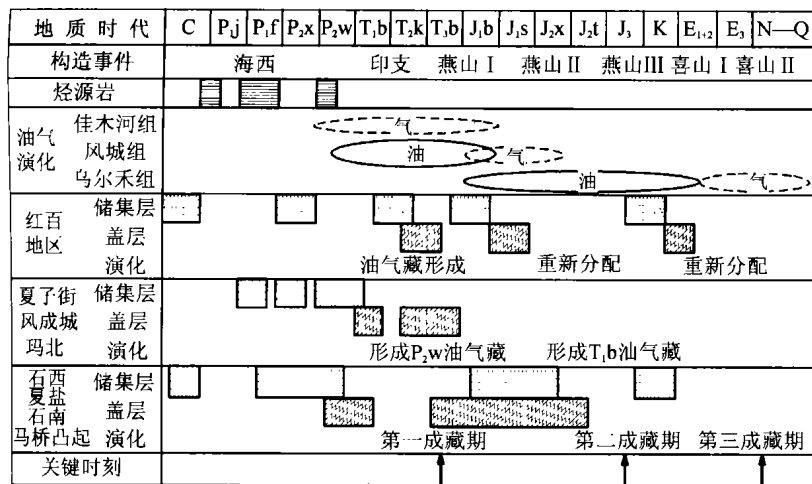 地质时代 C P₁j P₁f P₂x P₂w T₁b T₂k T₃b J₁b J₁s J₂x J₂t J₃ K E₁₊₂ E₃ N—Q
构造事件 海西 印支 燕山Ⅰ 燕山Ⅱ 燕山Ⅲ 喜山Ⅰ 喜山Ⅱ
烃源岩
油气演化
佳木河组 气
风城组 油 气
乌尔禾组 油 气
红百地区
储集层
盖层
演化 油气藏形成 重新分配 重新分配
夏子街
风成城
玛北
储集层
盖层
演化 形成P₂w油气藏 形成T₁b油气藏
石西
夏盐
石南
马桥凸起
储集层
盖层
演化 第一成藏期 第二成藏期 第三成藏期
关键时刻